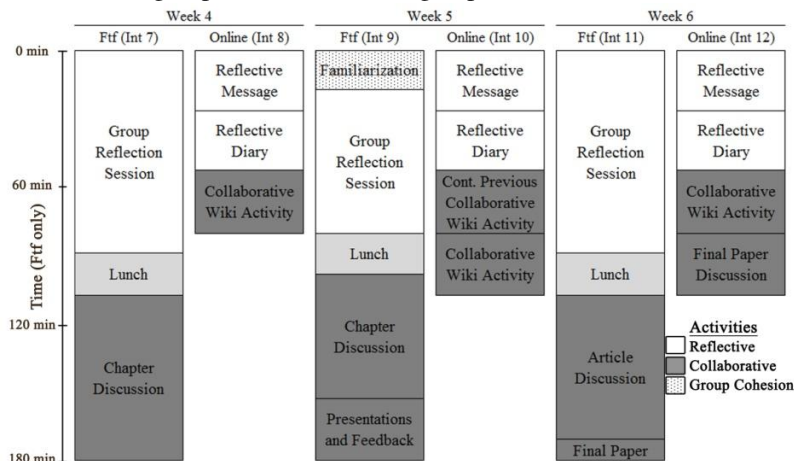 Week 4
Week 5
Week 6
Ftf (Int 7)
Online (Int 8)
Ftf (Int 9)
Online (Int 10)
Ftf (Int 11)
Online (Int 12)
0 min
60 min
120 min
180 min
Time (Ftf only)
Group
Reflection
Session
Lunch
Chapter
Discussion
Reflective
Message
Reflective
Diary
Collaborative
Wiki Activity
Familiarization
Group
Reflection
Session
Lunch
Chapter
Discussion
Presentations
and Feedback
Reflective
Message
Reflective
Diary
Cont. Previous
Collaborative
Wiki Activity
Collaborative
Wiki Activity
Group
Reflection
Session
Lunch
Article
Discussion
Final Paper
Reflective
Message
Reflective
Diary
Collaborative
Wiki Activity
Final Paper
Discussion
Activities
Reflective
Collaborative
Group Cohesion